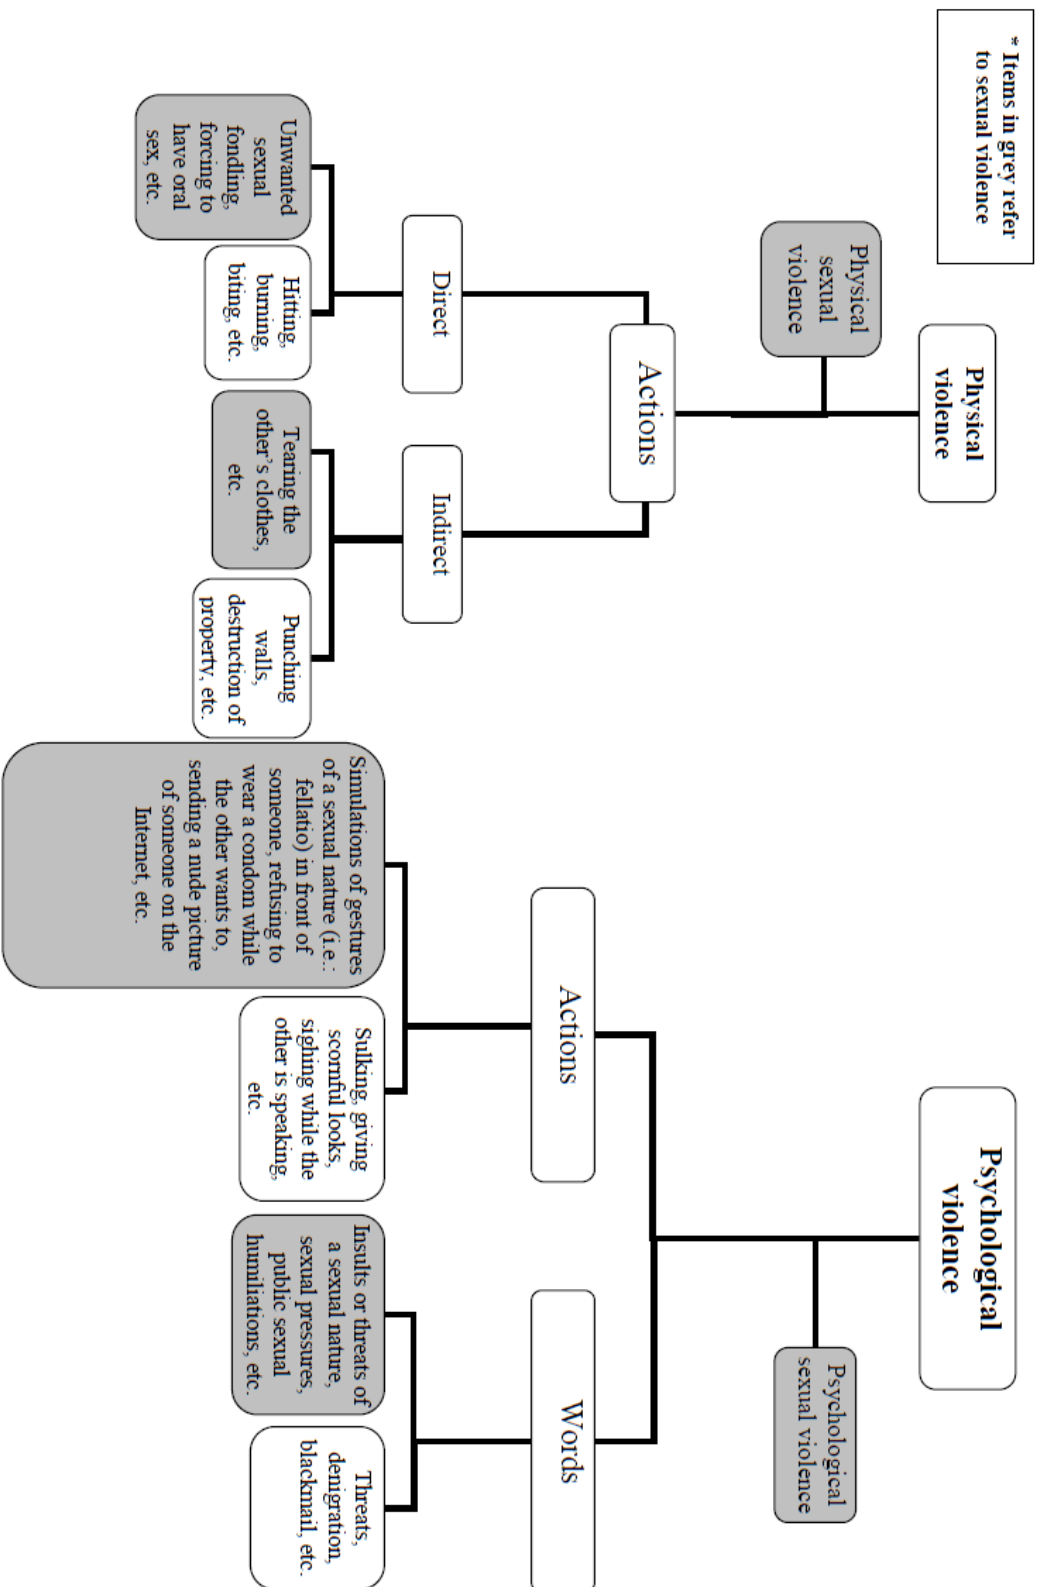 * Items in grey refer
to sexual violence
Physical
violence
Physical
sexual
violence
Actions
Direct
Indirect
Unwanted
sexual
fondling,
forcing to
have oral
sex, etc.
Hitting,
burning,
biting, etc.
Tearing the
other’s clothes,
etc.
Punching
walls,
destruction of
property, etc.
Psychological
violence
Psychological
sexual violence
Actions
Words
Simulations of gestures
of a sexual nature (i.e.:
fellatio) in front of
someone, refusing to
wear a condom while
the other wants to,
sending a nude picture
of someone on the
Internet, etc.
Sulking, giving
scornful looks,
sighing while the
other is speaking,
etc.
Insults or threats of
a sexual nature,
sexual pressures,
public sexual
humiliations, etc.
Threats,
denigration,
blackmail, etc.